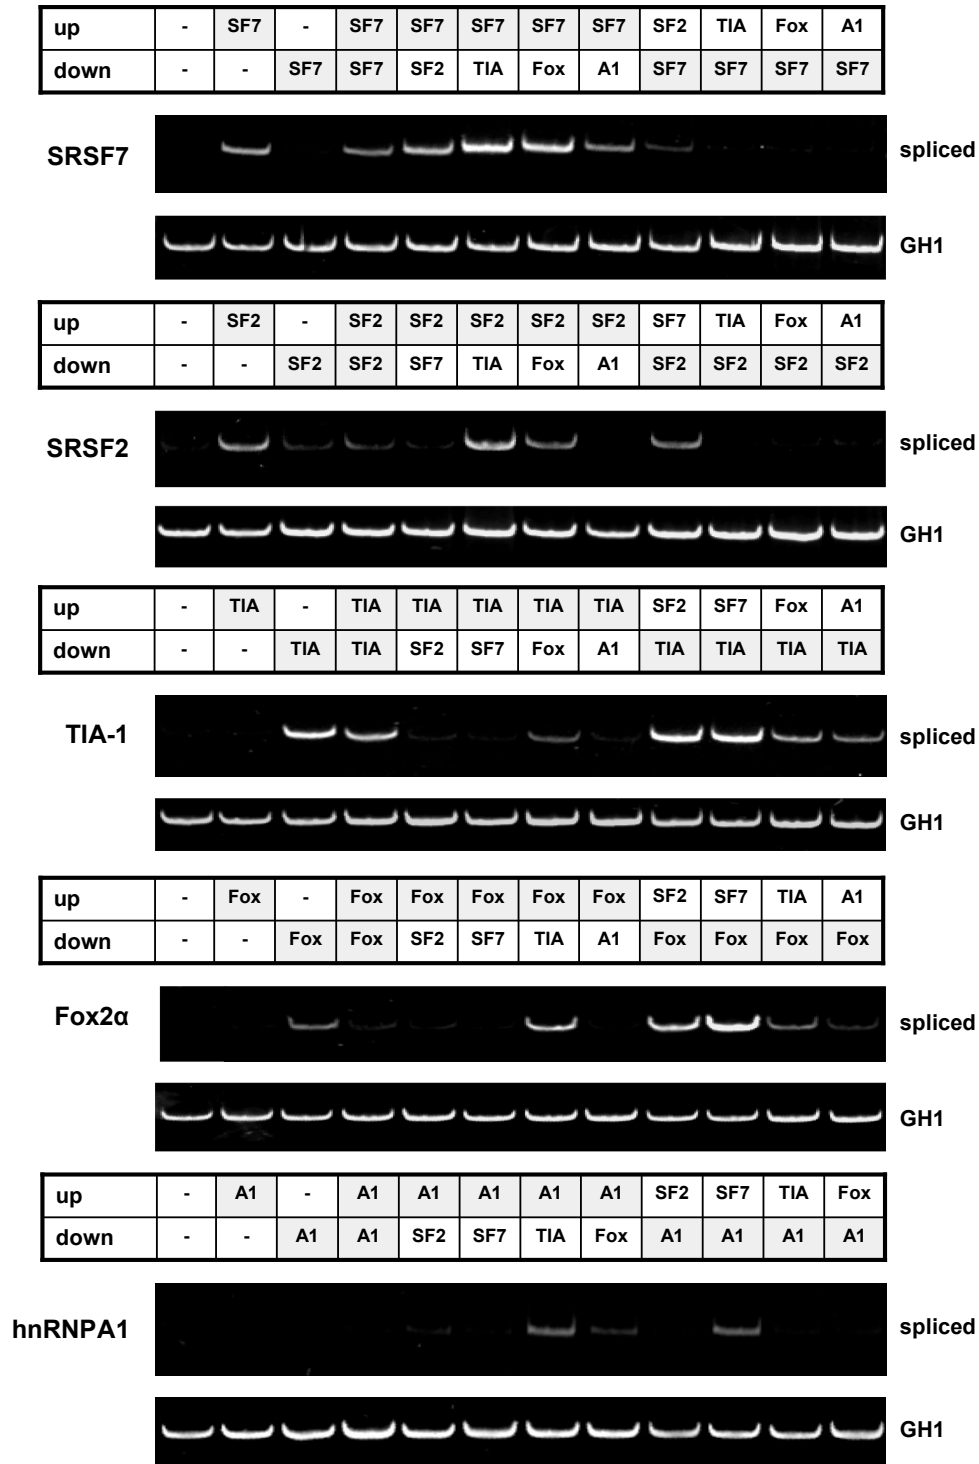 up - SF7 - SF7 SF7 SF7 SF7 SF7 SF2 TIA Fox A1
down - - SF7 SF7 SF2 TIA Fox A1 SF7 SF7 SF7 SF7
SRSF7 spliced
GH1
up - SF2 - SF2 SF2 SF2 SF2 SF2 SF7 TIA Fox A1
down - - SF2 SF2 SF7 TIA Fox A1 SF2 SF2 SF2 SF2
SRSF2 spliced
GH1
up - TIA - TIA TIA TIA TIA TIA SF2 SF7 Fox A1
down - - TIA TIA SF2 SF7 Fox A1 TIA TIA TIA TIA
TIA-1 spliced
GH1
up - Fox - Fox Fox Fox Fox Fox SF2 SF7 TIA A1
down - - Fox Fox SF2 SF7 TIA A1 Fox Fox Fox Fox
Fox2α spliced
GH1
up - A1 - A1 A1 A1 A1 A1 SF2 SF7 TIA Fox
down - - A1 A1 SF2 SF7 TIA Fox A1 A1 A1 A1
hnRNPA1 spliced
GH1